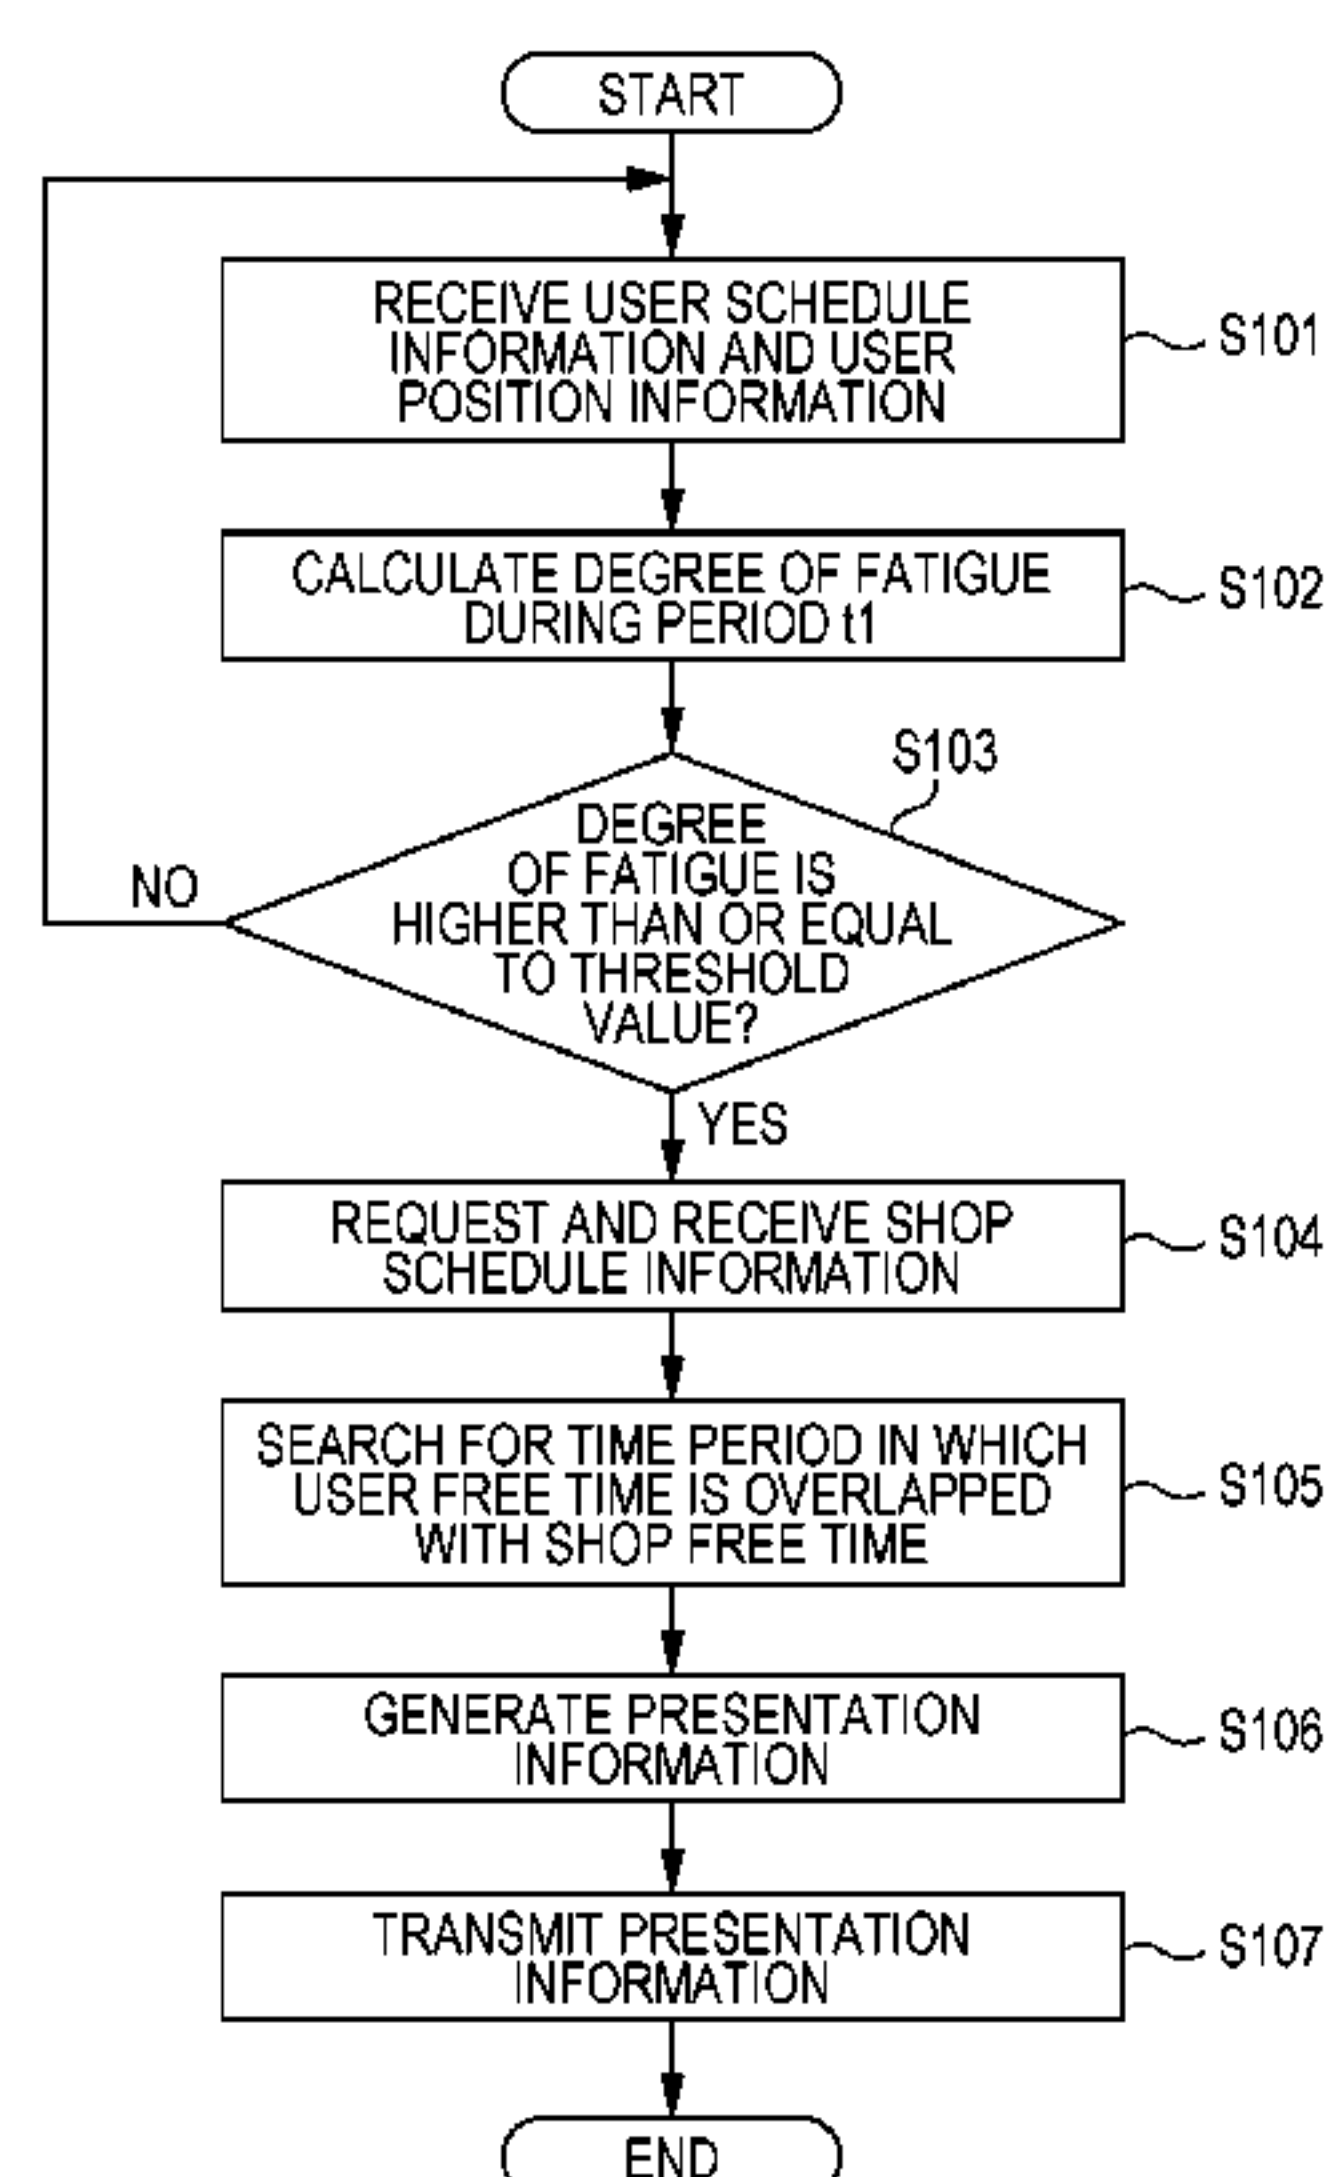 START
RECEIVE USER SCHEDULE
INFORMATION AND USER
POSITION INFORMATION
S101
CALCULATE DEGREE OF FATIGUE
DURING PERIOD t1
S102
S103
DEGREE
OF FATIGUE IS
HIGHER THAN OR EQUAL
TO THRESHOLD
VALUE?
NO
YES
REQUEST AND RECEIVE SHOP
SCHEDULE INFORMATION
S104
SEARCH FOR TIME PERIOD IN WHICH
USER FREE TIME IS OVERLAPPED
WITH SHOP FREE TIME
S105
GENERATE PRESENTATION
INFORMATION
S106
TRANSMIT PRESENTATION
INFORMATION
S107
END